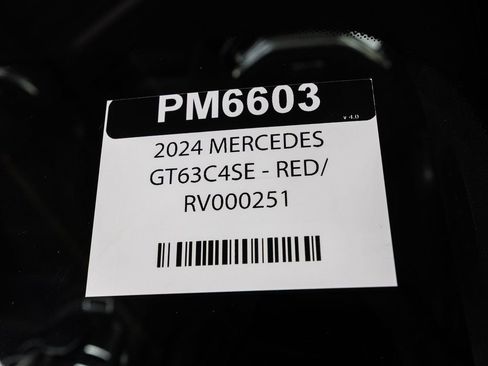 PM6603
v 4.0
2024 MERCEDES
GT63C4SE - RED/
RV000251